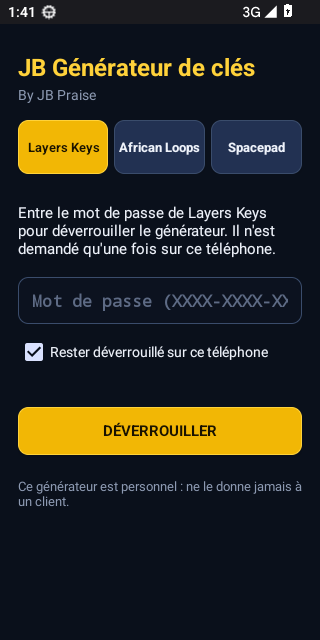 1:41
3G
JB Générateur de clés
By JB Praise
Layers Keys
African Loops
Spacepad
Entre le mot de passe de Layers Keys
pour déverrouiller le générateur. Il n'est
demandé qu'une fois sur ce téléphone.
Mot de passe (XXXX-XXXX-XX
Rester déverrouillé sur ce téléphone
DÉVERROUILLER
Ce générateur est personnel : ne le donne jamais à
un client.